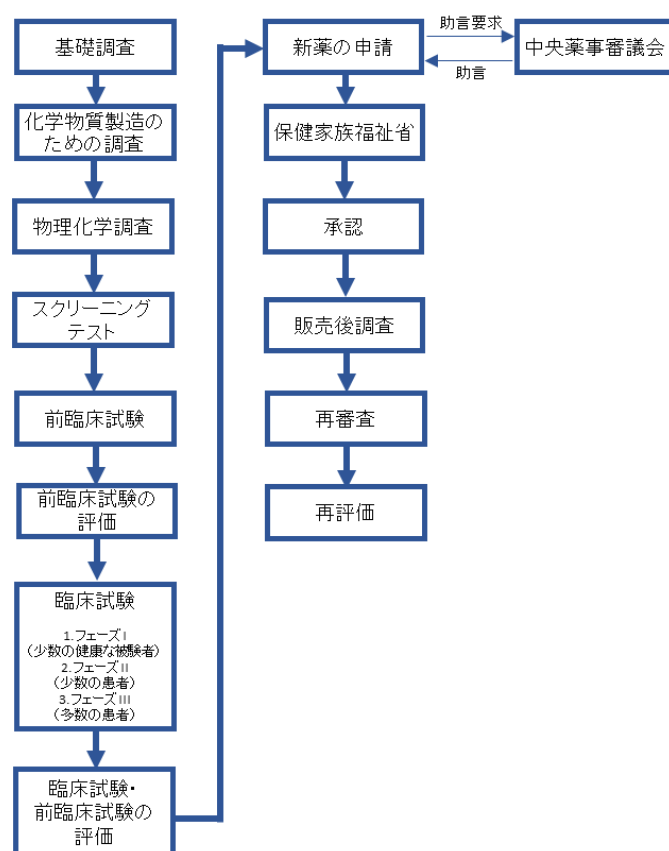 基礎調査
化学物質製造の
ための調査
物理化学調査
スクリーニング
テスト
前臨床試験
前臨床試験の
評価
臨床試験
1.フェーズI
(少数の健康な被験者)
2.フェーズII
(少数の患者)
3.フェーズIII
(多数の患者)
臨床試験・
前臨床試験の
評価
新薬の申請
助言要求
助言
中央薬事審議会
保健家族福祉省
承認
販売後調査
再審査
再評価